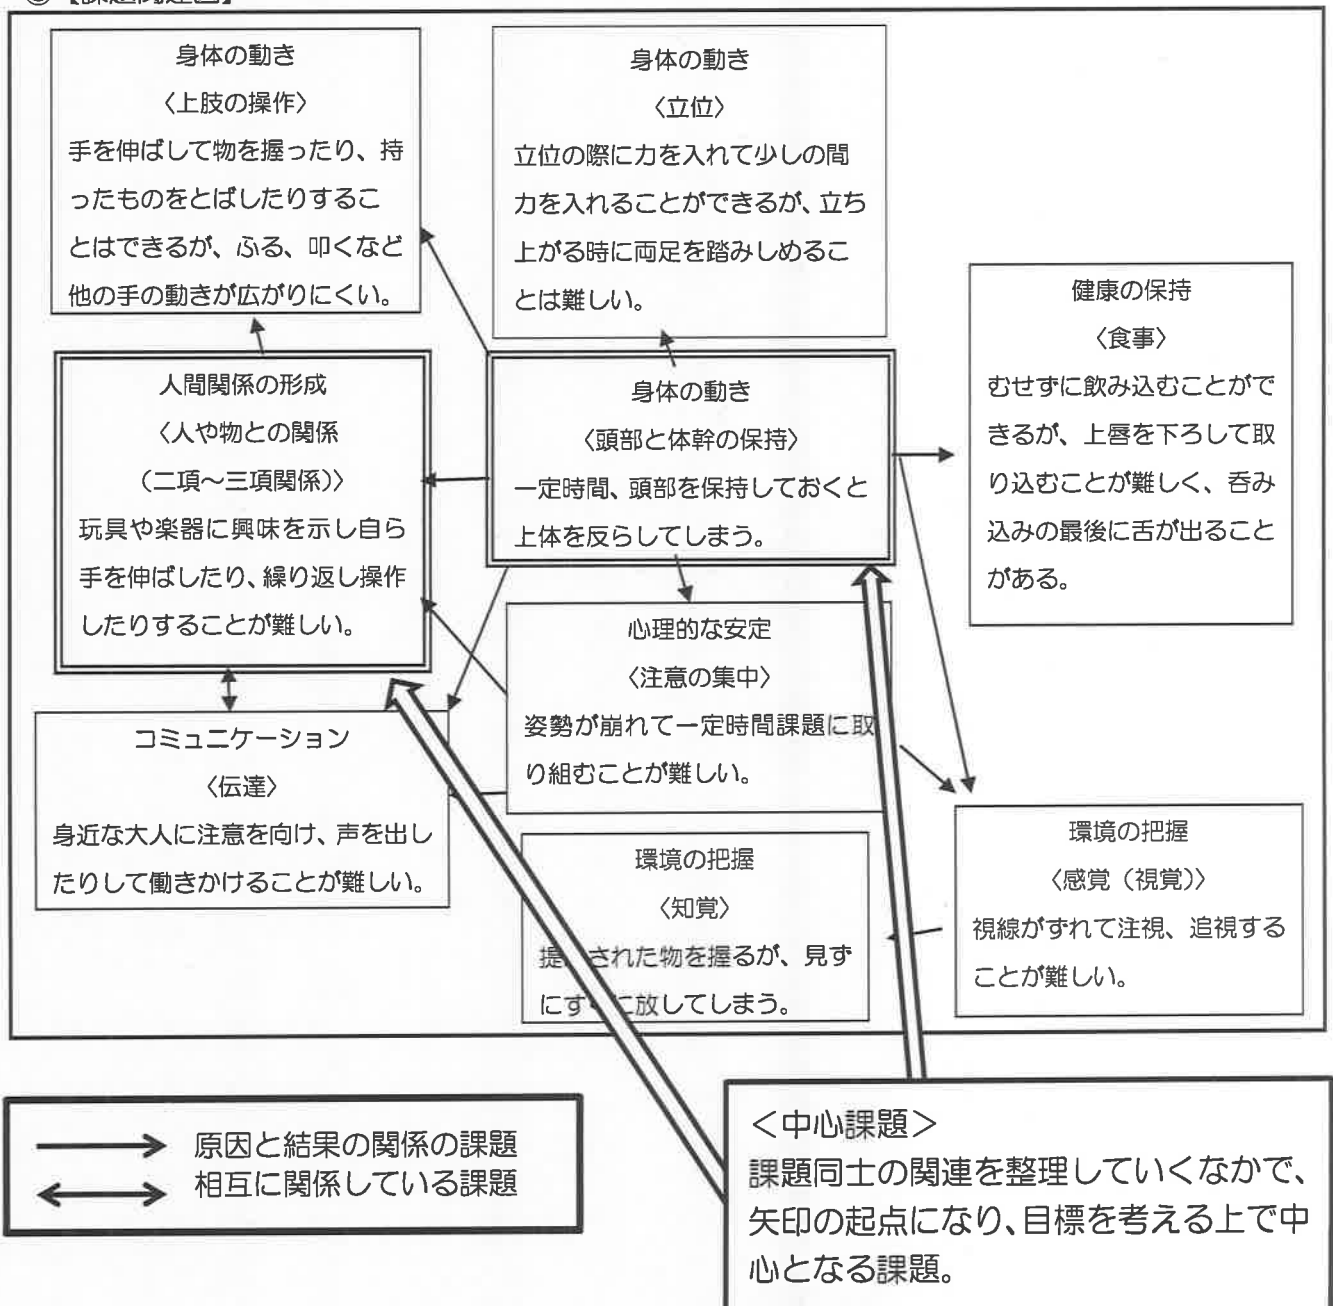 【課題関連図】
身体の動き
〈上肢の操作〉
手を伸ばして物を握ったり、持
ったものをとばしたりするこ
とはできるが、ふる、叩くなど
他の手の動きが広がりにくい。
身体の動き
〈立位〉
立位の際に力を入れて少しの間
力を入れることができるが、立ち
上がる時に両足を踏みしめるこ
とは難しい。
健康の保持
〈食事〉
むせずに飲み込むことがで
きるが、上唇を下ろして取
り込むことが難しく、呑み
込みの最後に舌が出ること
がある。
人間関係の形成
〈人や物との関係
（二項～三項関係）〉
玩具や楽器に興味を示し自ら
手を伸ばしたり、繰り返し操作
したりすることが難しい。
身体の動き
〈頭部と体幹の保持〉
一定時間、頭部を保持しておくと
上体を反らしてしまう。
心理的な安定
〈注意の集中〉
姿勢が崩れて一定時間課題に取
り組むことが難しい。
コミュニケーション
〈伝達〉
身近な大人に注意を向け、声を出し
たりして働きかけることが難しい。
環境の把握
〈知覚〉
提された物を握るが、見ず
にすに放してしまう。
環境の把握
〈感覚（視覚）〉
視線がずれて注視、追視する
ことが難しい。
原因と結果の関係の課題
相互に関係している課題
＜中心課題＞
課題同士の関連を整理していくなかで、
矢印の起点になり、目標を考える上で中
心となる課題。